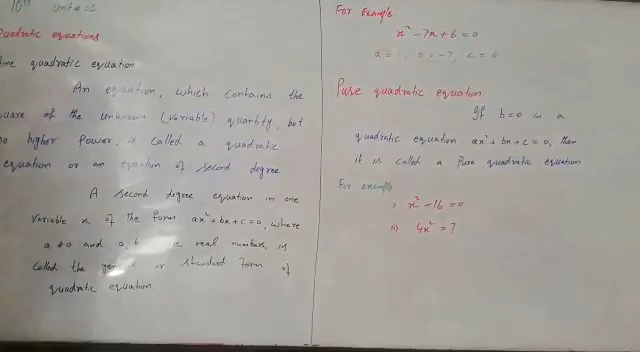 10th Unit # 01
Quadratic equations
quadratic equation
An equation, which contains the
of the unknown (variable) quantity, but
no higher power, is called a quadratic
equation or an equation of second degree
A second degree equation in one
Variable x of the form ax²+bx+c=0, where
a≠0 and a, b real numbers, is
Called the or standard form of
quadratic equation.
For Example
x²-7x+6=0
a=1, b=-7, c=6
Pure quadratic equation
If b=0 in a
quadratic equation ax²+bx+c=0, then
it is called a Pure quadratic equation
For example
i) x²-16=0
ii) 4x²=7